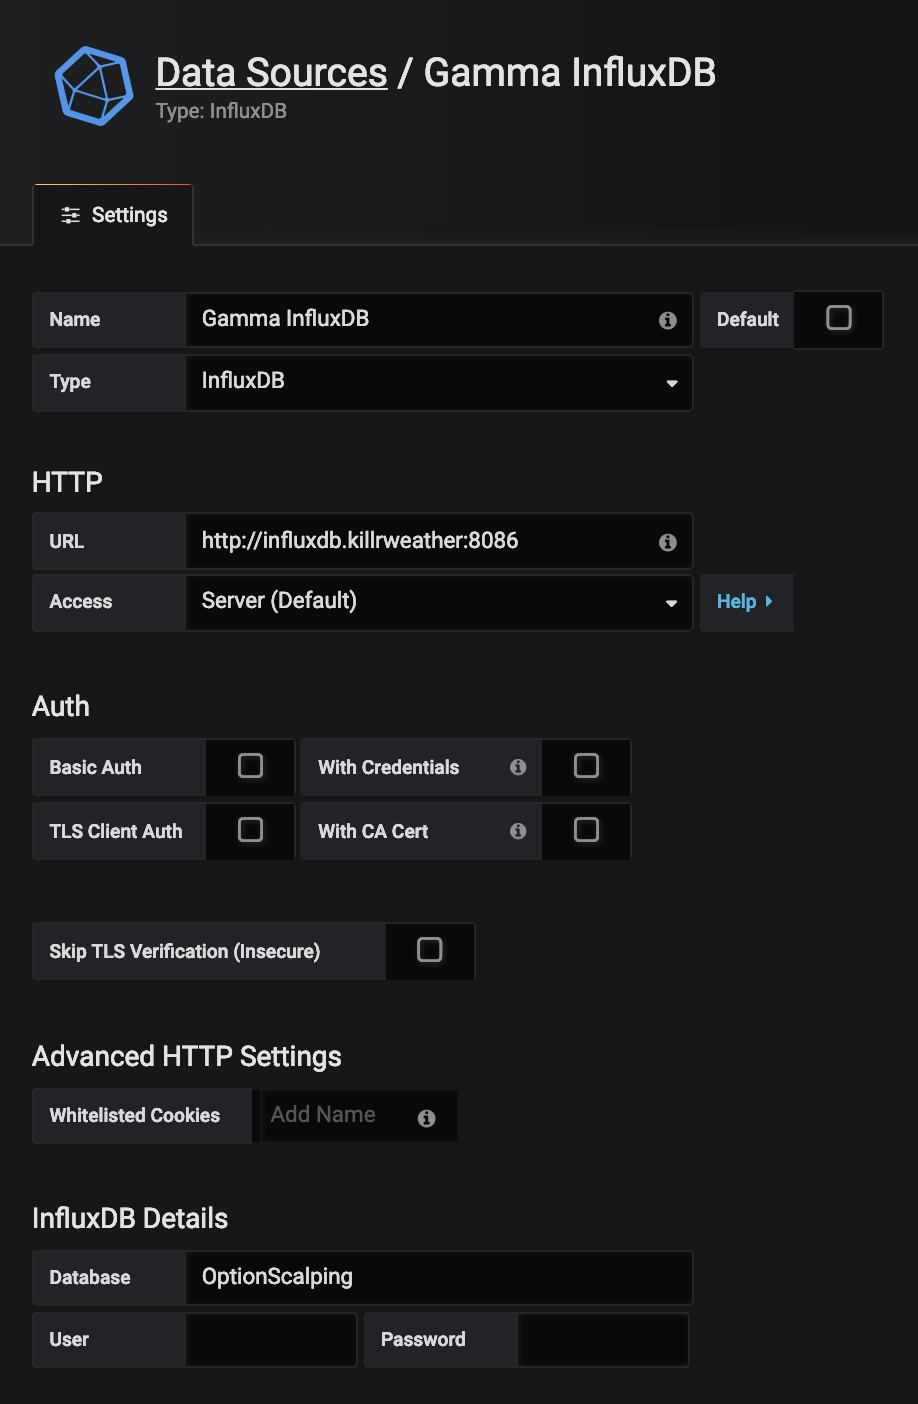 Data Sources / Gamma InfluxDB
Type: InfluxDB
Settings
Name Gamma InfluxDB Default
Type InfluxDB
HTTP
URL http://influxdb.killrweather:8086
Access Server (Default) Help
Auth
Basic Auth With Credentials
TLS Client Auth With CA Cert
Skip TLS Verification (Insecure)
Advanced HTTP Settings
Whitelisted Cookies Add Name
InfluxDB Details
Database OptionScalping
User Password